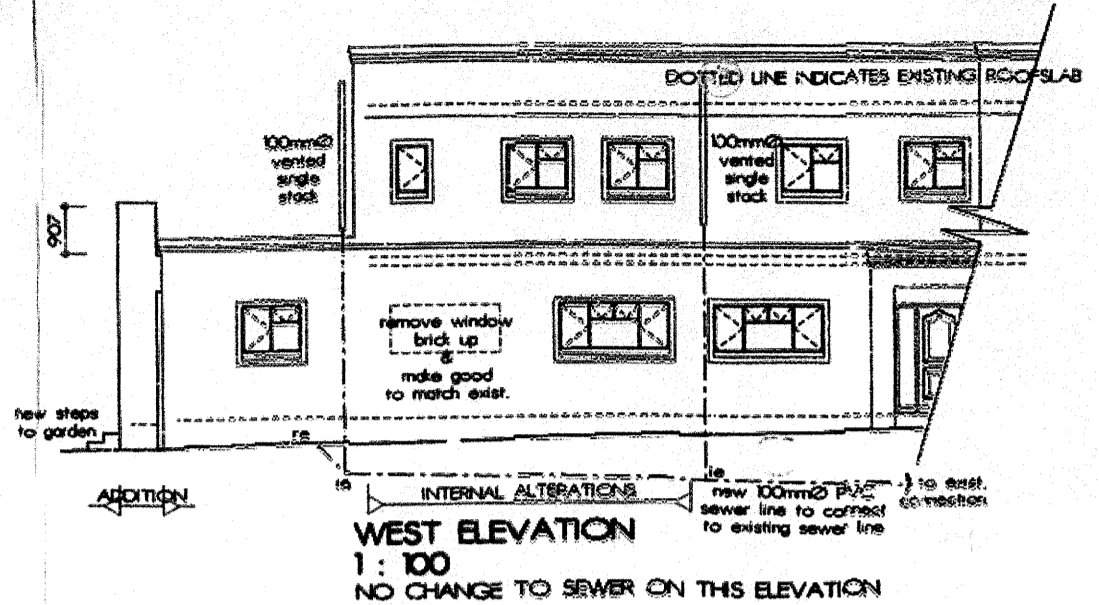 DOTTED LINE INDICATES EXISTING ROOFSLAB
100mmØ
vented
single
stack
100mmØ
vented
single
stack
907
remove window
brick up
&
make good
to match exist.
new steps
to garden
re
ie
ie
ADDITION
INTERNAL ALTERATIONS
new 100mmØ PVC
sewer line to connect
to existing sewer line
} to exist.
connection
WEST ELEVATION
1 : 100
NO CHANGE TO SEWER ON THIS ELEVATION